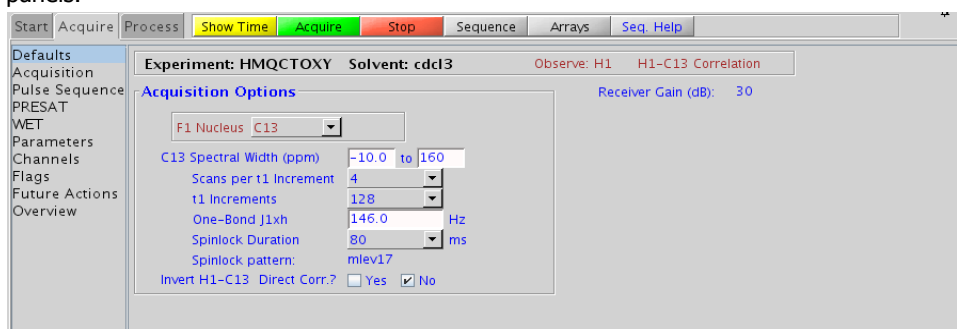 panels.
Start Acquire Process Show Time Acquire Stop Sequence Arrays Seq. Help
Defaults
Acquisition
Pulse Sequence
PRESAT
WET
Parameters
Channels
Flags
Future Actions
Overview
Experiment: HMQCTOXY Solvent: cdcl3 Observe: H1 H1-C13 Correlation
Acquisition Options Receiver Gain (dB): 30
F1 Nucleus C13
C13 Spectral Width (ppm) -10.0 to 160
Scans per t1 Increment 4
t1 Increments 128
One-Bond J1xh 146.0 Hz
Spinlock Duration 80 ms
Spinlock pattern: mlev17
Invert H1-C13 Direct Corr.? Yes No